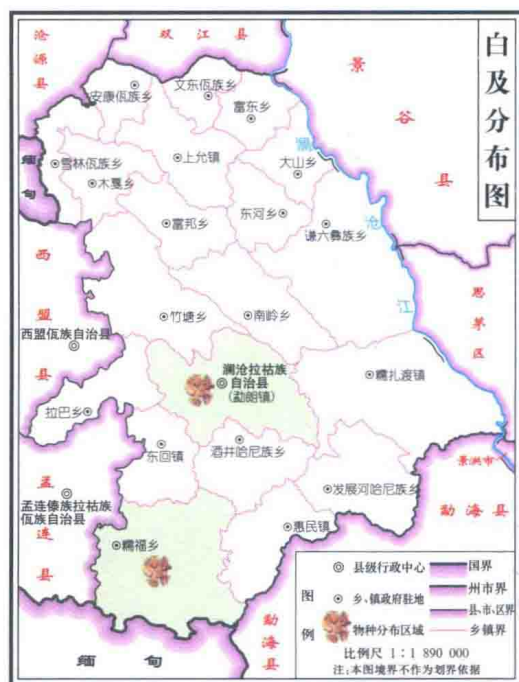 白及分布图
沧源县
双江县
景谷县
安康佤族乡
文东佤族乡
富东乡
澜沧江
雪林佤族乡
上允镇
大山乡
木戛乡
缅甸
东河乡
富邦乡
谦六彝族乡
西盟县
思茅区
竹塘乡
南岭乡
西盟佤族自治县
澜沧拉祜族
自治县
(勐朗镇)
糯扎渡镇
拉巴乡
东回镇
酒井哈尼族乡
景洪市
孟连县
孟连傣族拉祜族
佤族自治县
发展河哈尼族乡
勐海县
惠民镇
糯福乡
缅甸
勐海县
图例
县级行政中心
国界
乡、镇政府驻地
州市界
县、市、区界
物种分布区域
乡镇界
比例尺 1:1 890 000
注:本图境界不作为划界依据